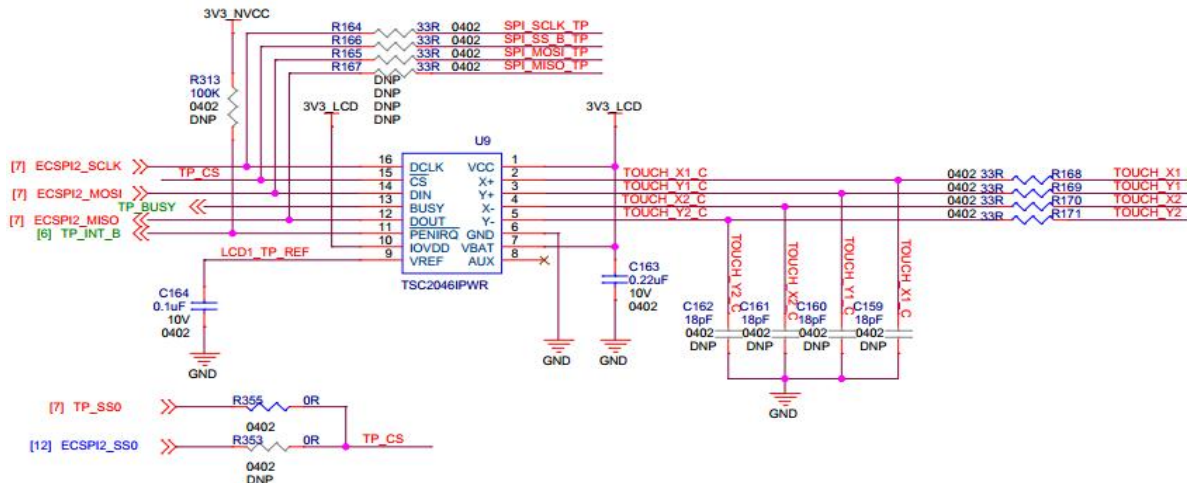 3V3_NVCC
R164 33R 0402 SPI_SCLK_TP
R166 33R 0402 SPI_SS_B_TP
R165 33R 0402 SPI_MOSI_TP
R167 33R 0402 SPI_MISO_TP
DNP
DNP
DNP
DNP
R313
100K
0402
DNP
3V3_LCD
3V3_LCD
U9
[7] ECSPI2_SCLK 16 DCLK VCC 1
TP_CS 15 CS X+ 2 TOUCH_X1_C 0402 33R R168 TOUCH_X1
[7] ECSPI2_MOSI 14 DIN Y+ 3 TOUCH_Y1_C 0402 33R R169 TOUCH_Y1
TP_BUSY 13 BUSY X- 4 TOUCH_X2_C 0402 33R R170 TOUCH_X2
[7] ECSPI2_MISO 12 DOUT Y- 5 TOUCH_Y2_C 0402 33R R171 TOUCH_Y2
[6] TP_INT_B 11 PENIRQ GND 6
10 IOVDD VBAT 7
LCD1_TP_REF 9 VREF AUX 8
TSC2046IPWR
C164
0.1uF
10V
0402
GND
C163
0.22uF
10V
0402
GND
GND
TOUCH_Y2_C
TOUCH_X2_C
TOUCH_Y1_C
TOUCH_X1_C
C162 C161 C160 C159
18pF 18pF 18pF 18pF
0402 0402 0402 0402
DNP DNP DNP DNP
GND
[7] TP_SS0 R355 0R
0402
[12] ECSPI2_SS0 R353 0R TP_CS
0402
DNP